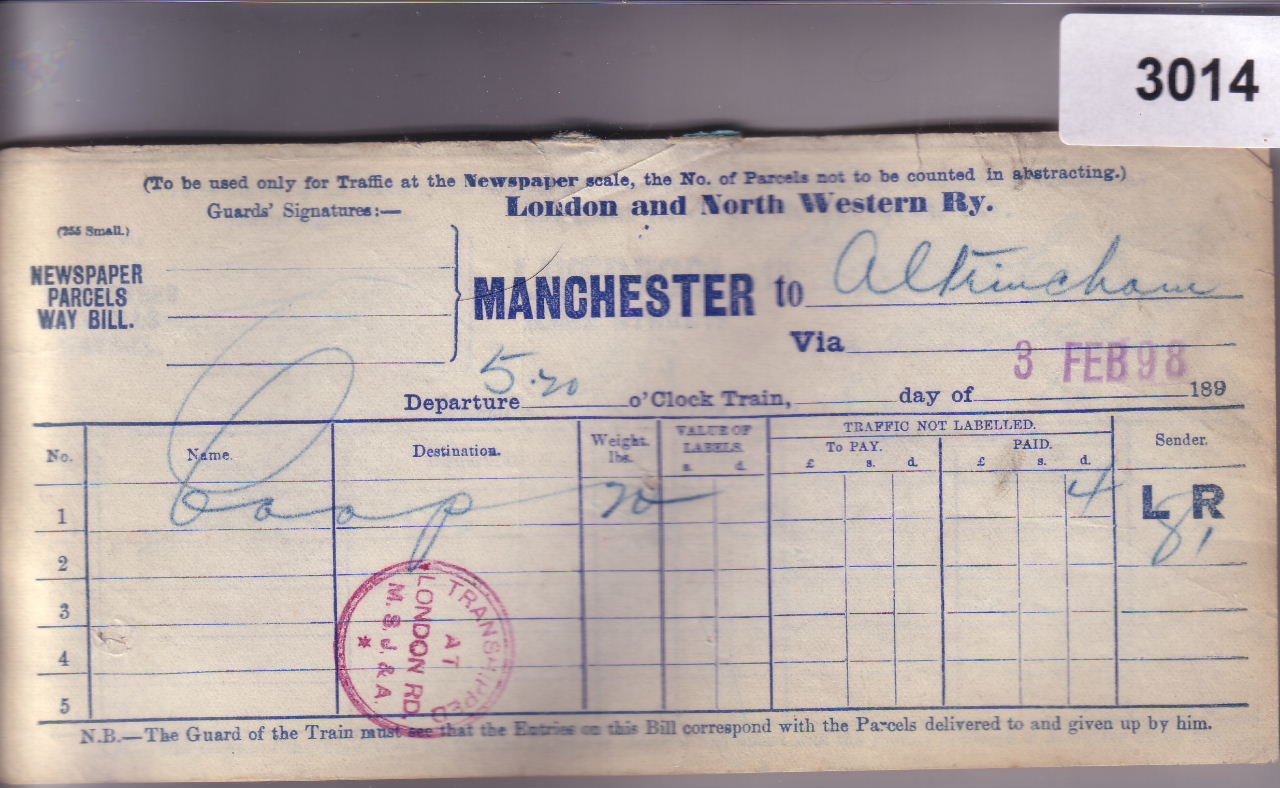 3014
(To be used only for Traffic at the Newspaper scale, the No. of Parcels not to be counted in abstracting.)
Guards' Signatures:—
London and North Western Ry.
(255 Small.)
NEWSPAPER
PARCELS
WAY BILL.
MANCHESTER to Altrincham
Via
3 FEB 98
Departure 5.20 o'Clock Train, day of 189
No. Name. Destination. Weight. lbs. VALUE OF LABELS. s. d. TRAFFIC NOT LABELLED. Sender.
To PAY. £ s. d. PAID. £ s. d.
1 Coop 20 4 L R
2
3
4
5
TRANSHIPPED
AT
LONDON RD.
M.S.J. & A.
N.B.—The Guard of the Train must see that the Entries on this Bill correspond with the Parcels delivered to and given up by him.